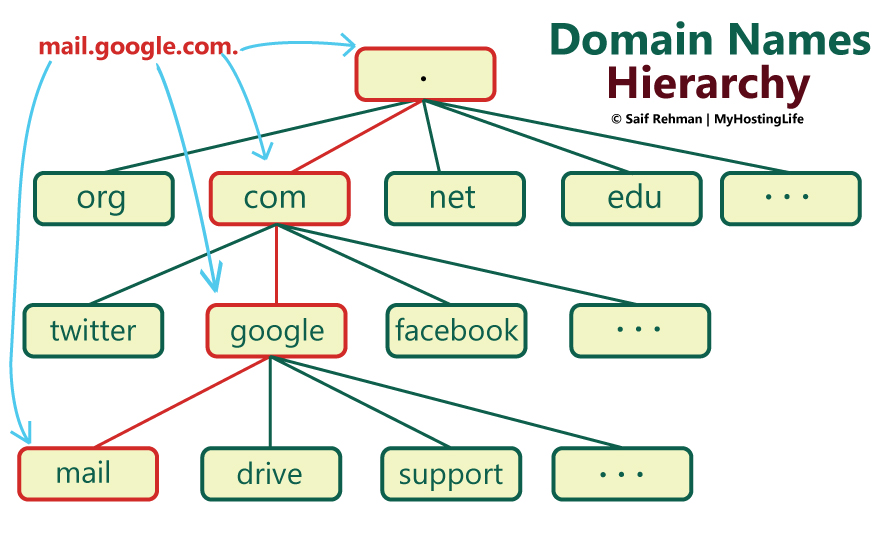 mail.google.com.
Domain Names
Hierarchy
© Saif Rehman | MyHostingLife
.
org
com
net
edu
...
twitter
google
facebook
...
mail
drive
support
...